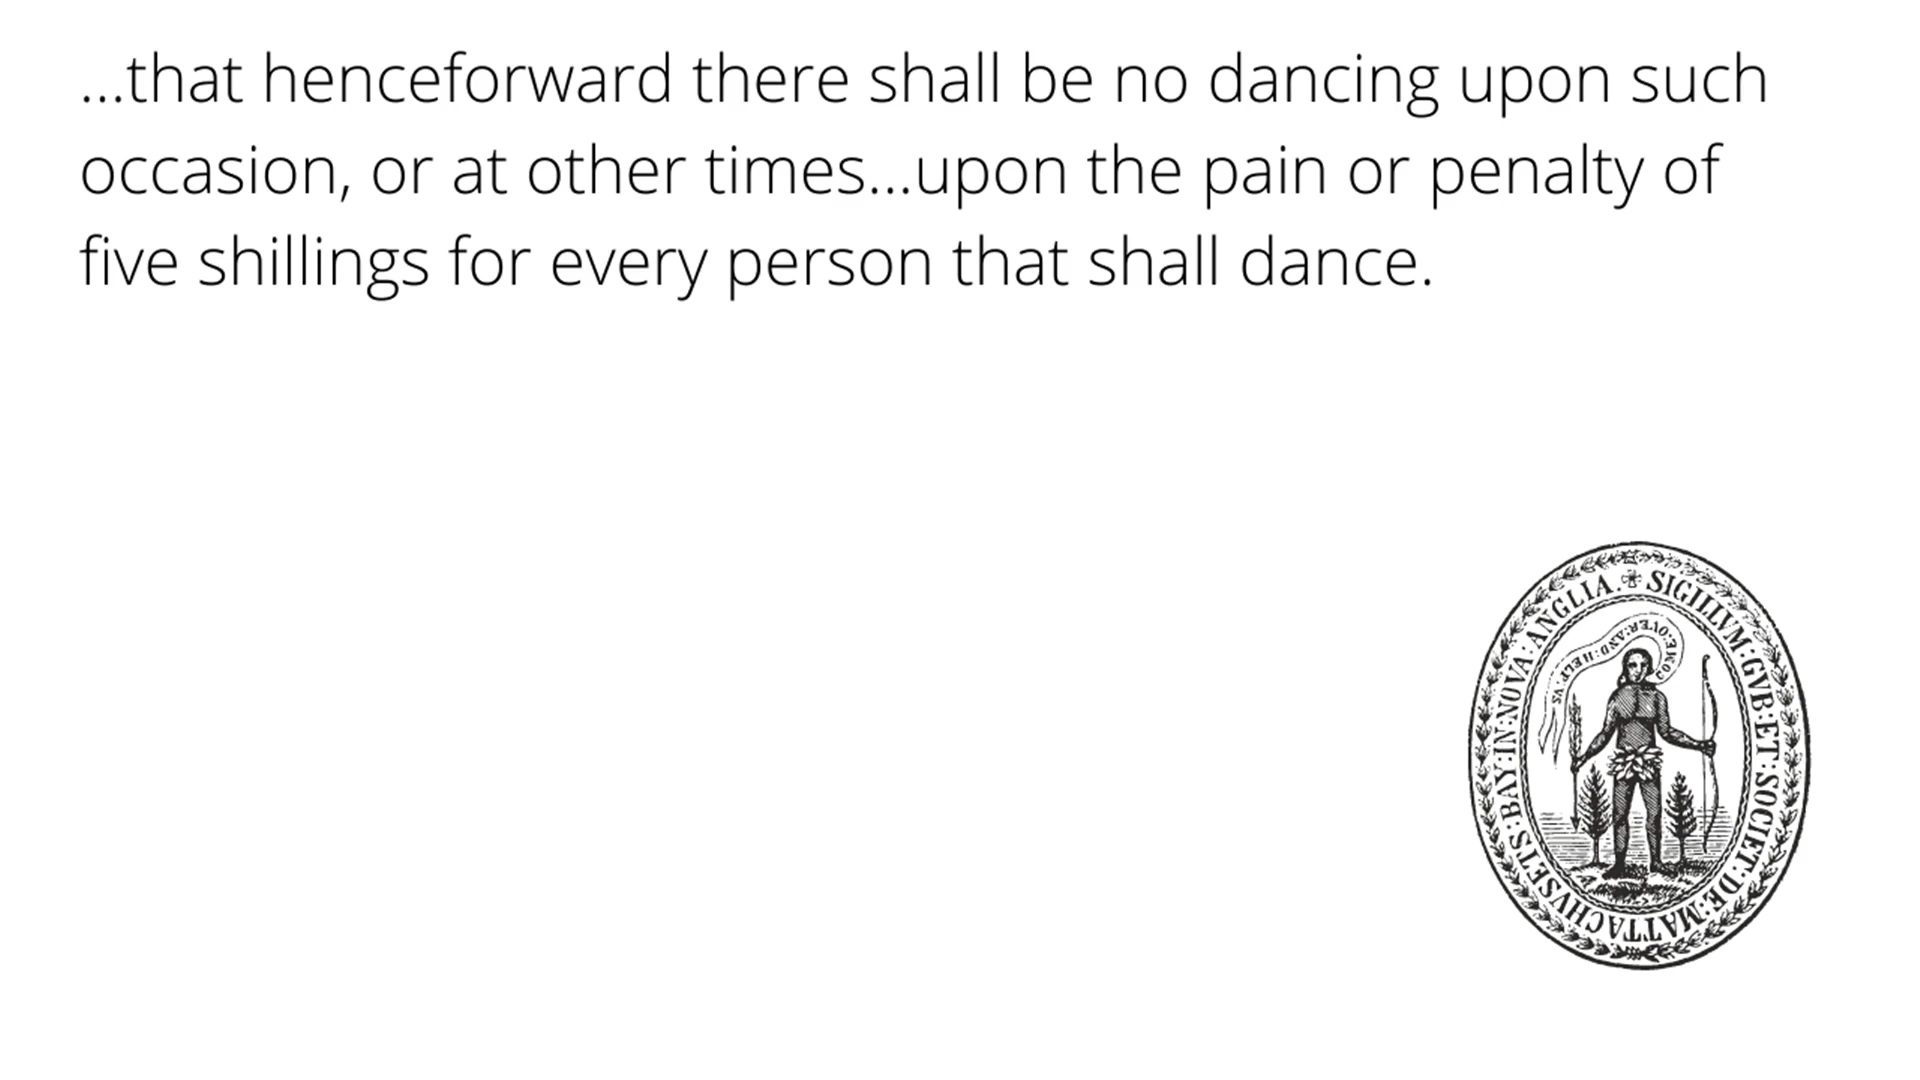 ...that henceforward there shall be no dancing upon such
occasion, or at other times...upon the pain or penalty of
five shillings for every person that shall dance.
SIGILLVM:GVB:ET:SOCIET:DE:MATTACHVSETS:BAY:IN:NOVA:ANGLIA.
COME:OVER:AND:HELP:VS